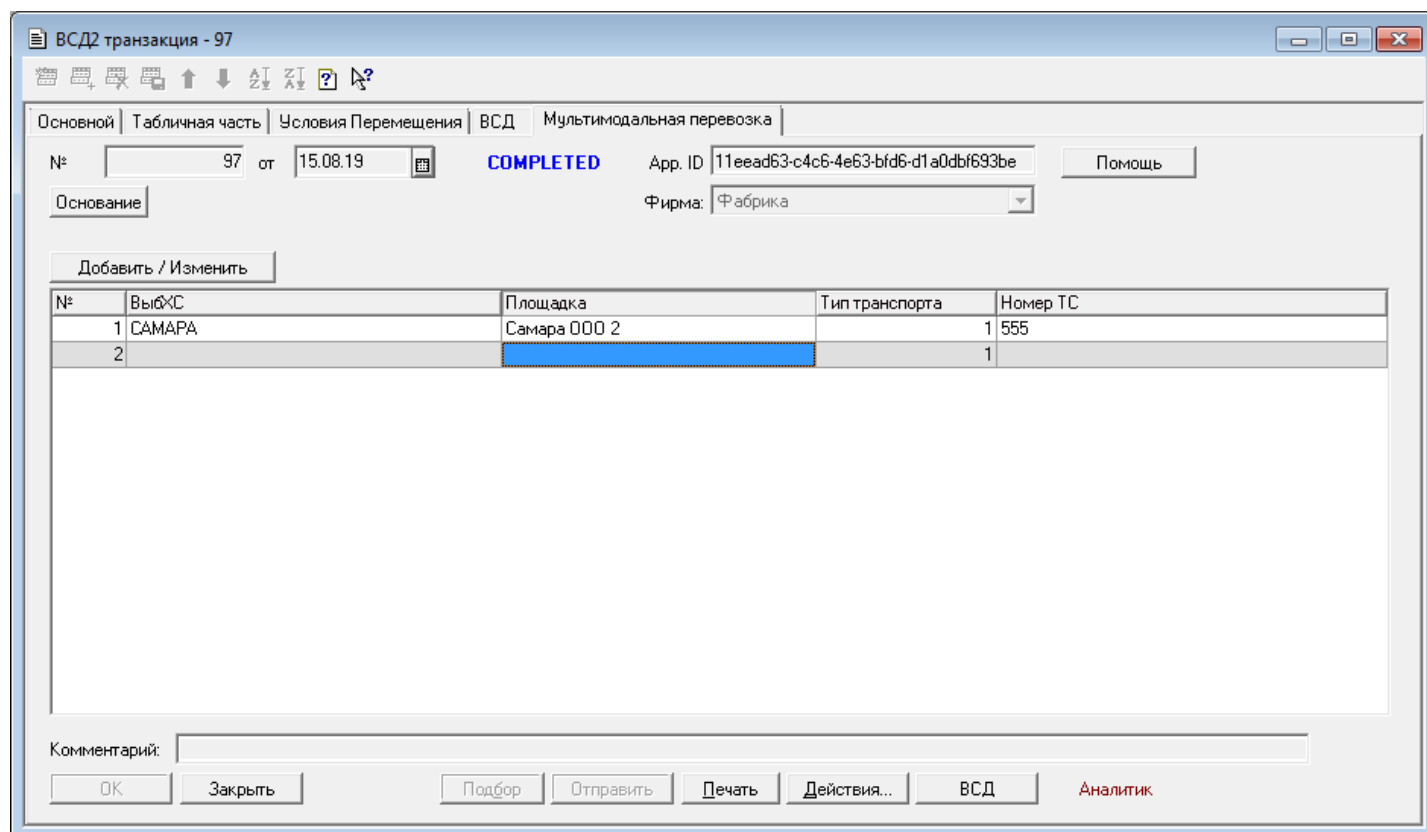 ВСД2 транзакция - 97
Основной Табличная часть Условия Перемещения ВСД Мультимодальная перевозка
№ 97 от 15.08.19 COMPLETED App. ID 11eead63-c4c6-4e63-bfd6-d1a0dbf693be Помощь
Основание Фирма: Фабрика
Добавить / Изменить
№ ВыбХС Площадка Тип транспорта Номер ТС
1 САМАРА Самара ООО 2 1 555
2 1
Комментарий:
OK Закрыть Подбор Отправить Печать Действия... ВСД Аналитик